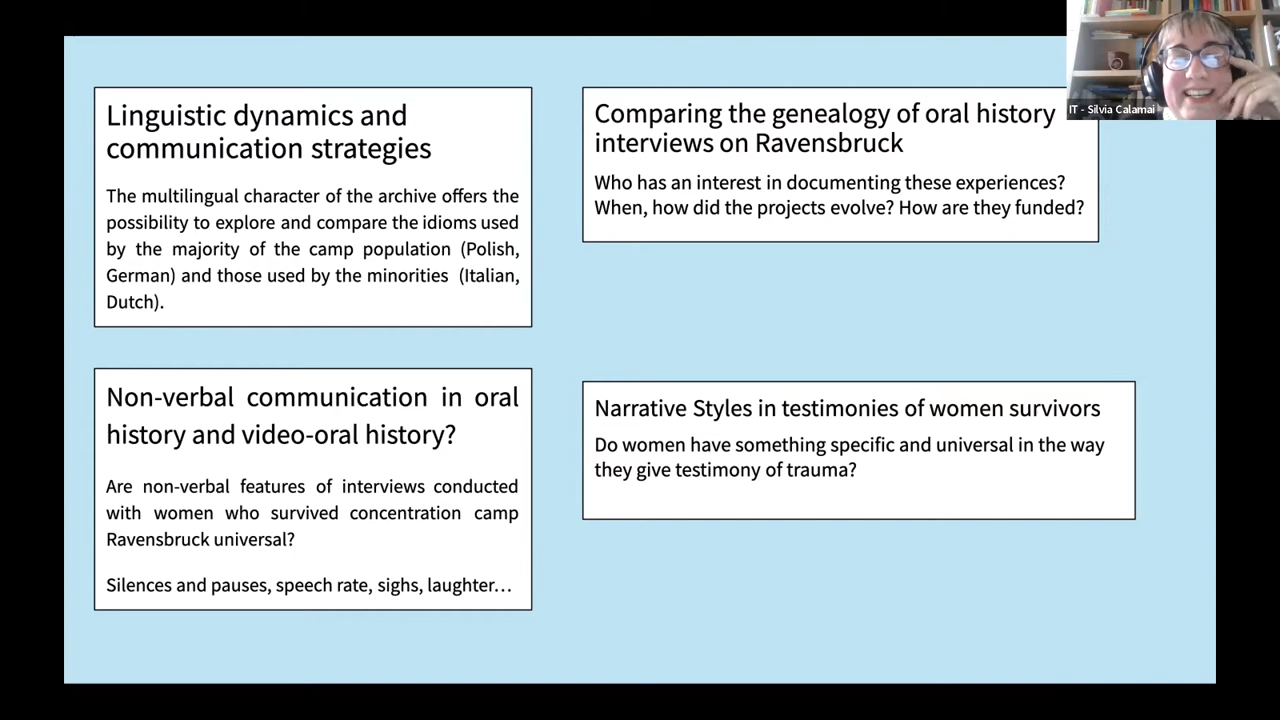 Linguistic dynamics and
communication strategies
The multilingual character of the archive offers the
possibility to explore and compare the idioms used
by the majority of the camp population (Polish,
German) and those used by the minorities (Italian,
Dutch).
Comparing the genealogy of oral history
interviews on Ravensbruck
Who has an interest in documenting these experiences?
When, how did the projects evolve? How are they funded?
Non-verbal communication in oral
history and video-oral history?
Are non-verbal features of interviews conducted
with women who survived concentration camp
Ravensbruck universal?
Silences and pauses, speech rate, sighs, laughter…
Narrative Styles in testimonies of women survivors
Do women have something specific and universal in the way
they give testimony of trauma?
IT - Silvia Calamai